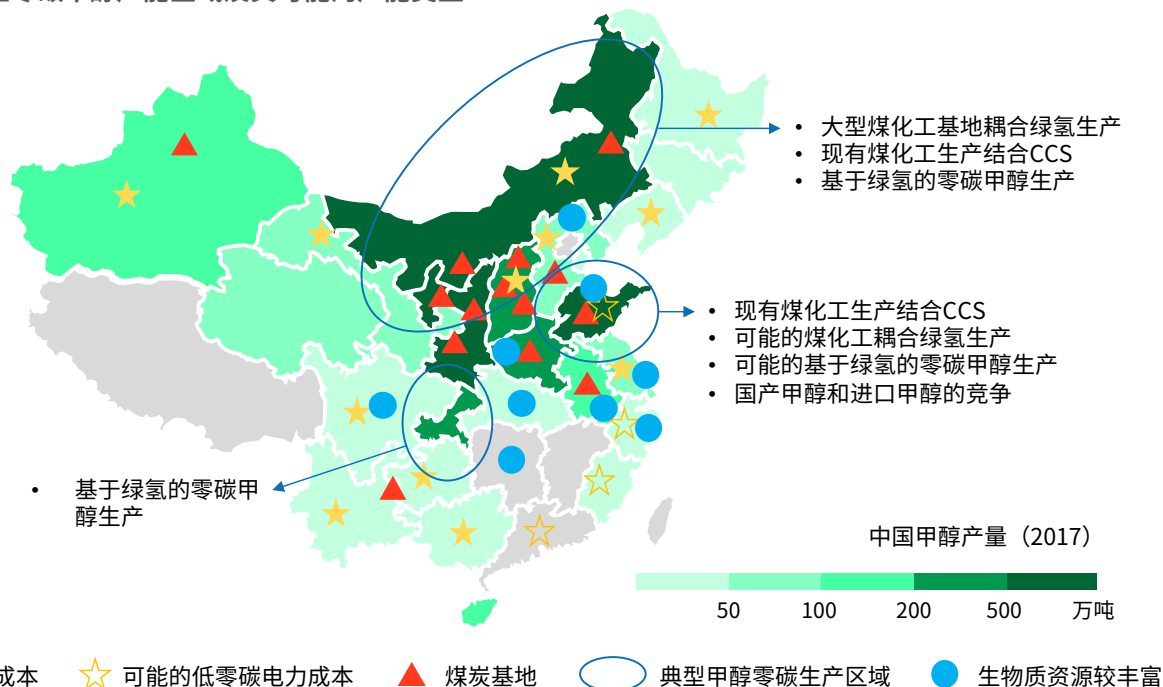 大型煤化工基地耦合绿氢生产
现有煤化工生产结合CCS
基于绿氢的零碳甲醇生产
现有煤化工生产结合CCS
可能的煤化工耦合绿氢生产
可能的基于绿氢的零碳甲醇生产
国产甲醇和进口甲醇的竞争
基于绿氢的零碳甲
醇生产
中国甲醇产量（2017）
50 100 200 500 万吨
成本 可能的低零碳电力成本 煤炭基地 典型甲醇零碳生产区域 生物质资源较丰富